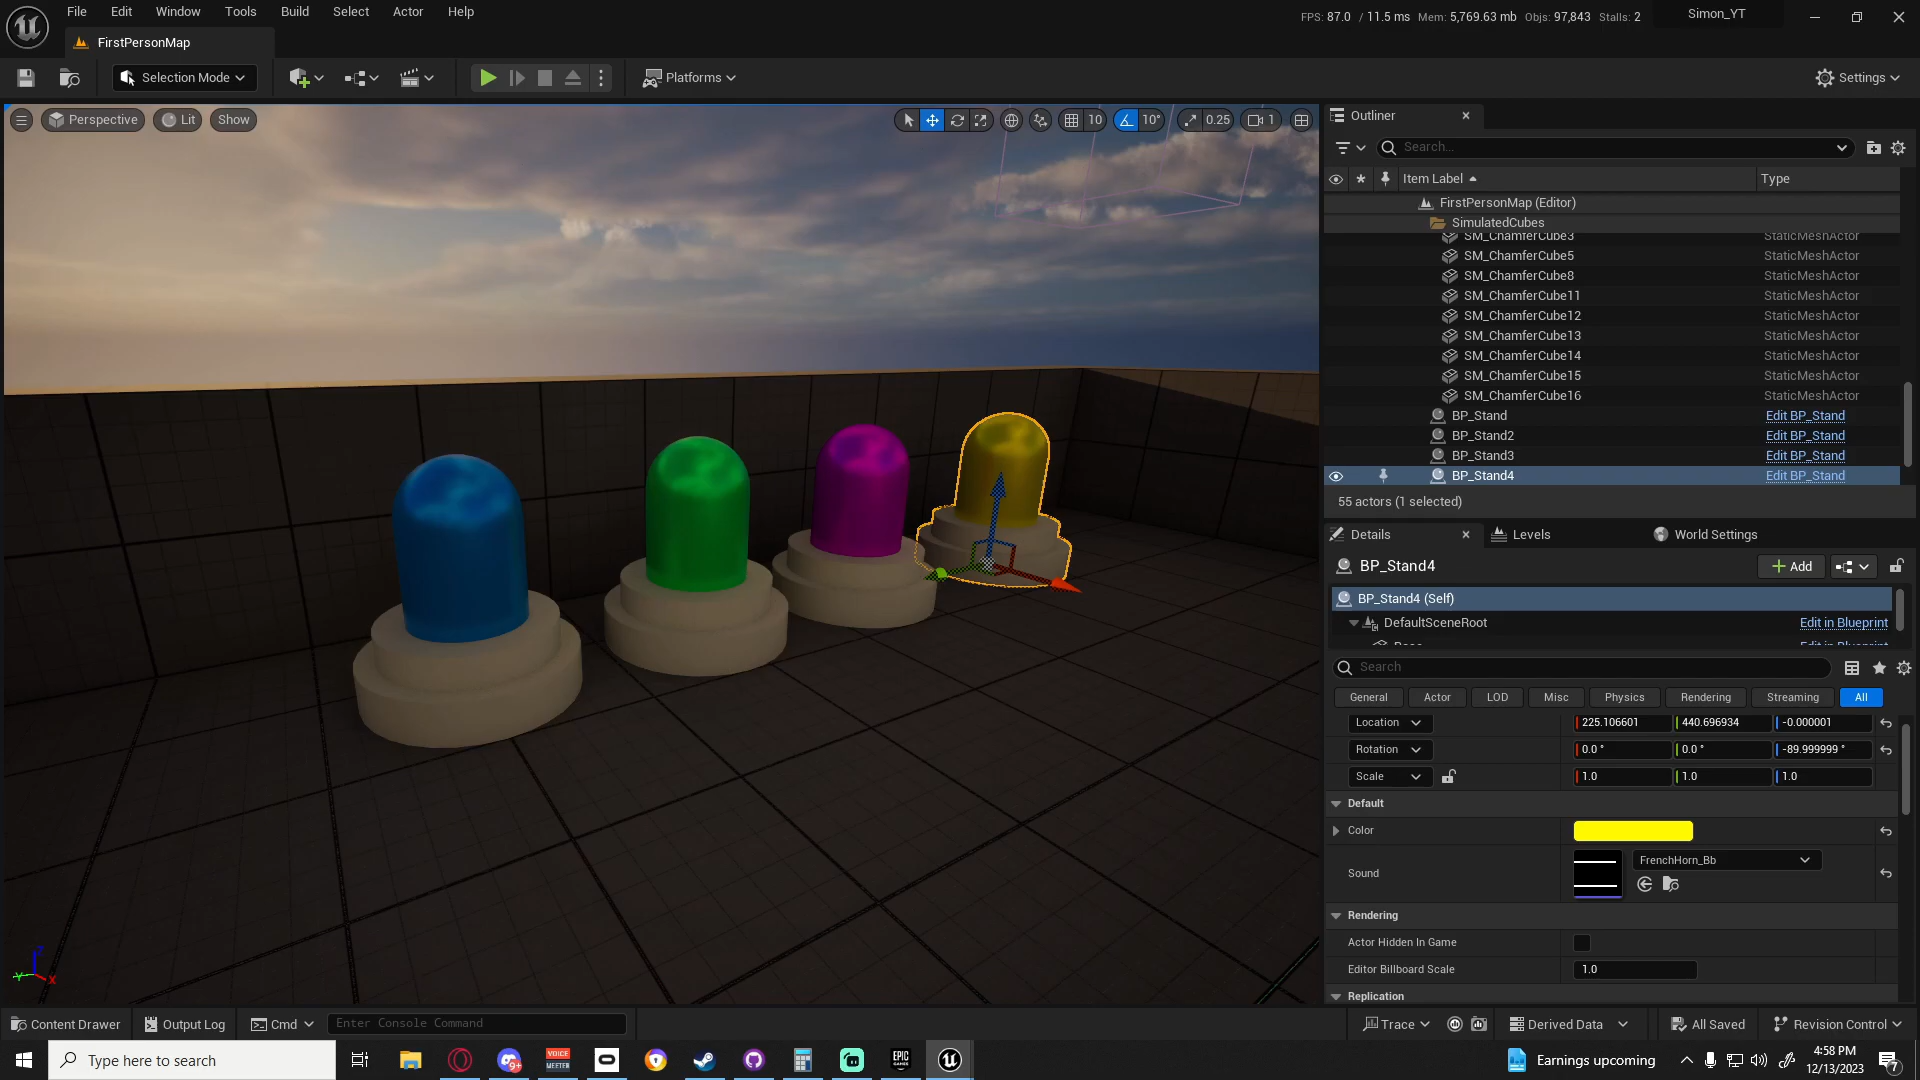 File Edit Window Tools Build Select Actor Help
FPS: 87.0 / 11.5 ms Mem: 5,769.63 mb Objs: 97,843 Stalls: 2
Simon_YT
FirstPersonMap
Selection Mode
Platforms
Settings
Perspective
Lit
Show
10
10°
0.25
1
Outliner
Search...
Item Label
Type
FirstPersonMap (Editor)
SimulatedCubes
SM_ChamferCube3 StaticMeshActor
SM_ChamferCube5 StaticMeshActor
SM_ChamferCube8 StaticMeshActor
SM_ChamferCube11 StaticMeshActor
SM_ChamferCube12 StaticMeshActor
SM_ChamferCube13 StaticMeshActor
SM_ChamferCube14 StaticMeshActor
SM_ChamferCube15 StaticMeshActor
SM_ChamferCube16 StaticMeshActor
BP_Stand Edit BP_Stand
BP_Stand2 Edit BP_Stand
BP_Stand3 Edit BP_Stand
BP_Stand4 Edit BP_Stand
55 actors (1 selected)
Details
Levels
World Settings
BP_Stand4
Add
BP_Stand4 (Self)
DefaultSceneRoot Edit in Blueprint
Search
General Actor LOD Misc Physics Rendering Streaming All
Location 225.106601 440.696934 -0.000001
Rotation 0.0 ° 0.0 ° -89.999999 °
Scale 1.0 1.0 1.0
Default
Color
Sound
FrenchHorn_Bb
Rendering
Actor Hidden In Game
Editor Billboard Scale 1.0
Replication
Y
X
Content Drawer
Output Log
Cmd
Enter Console Command
Trace
Derived Data
All Saved
Revision Control
Type here to search
9+
VOICE
MEETER
EPIC
GAMES
Earnings upcoming
4:58 PM
12/13/2023
7